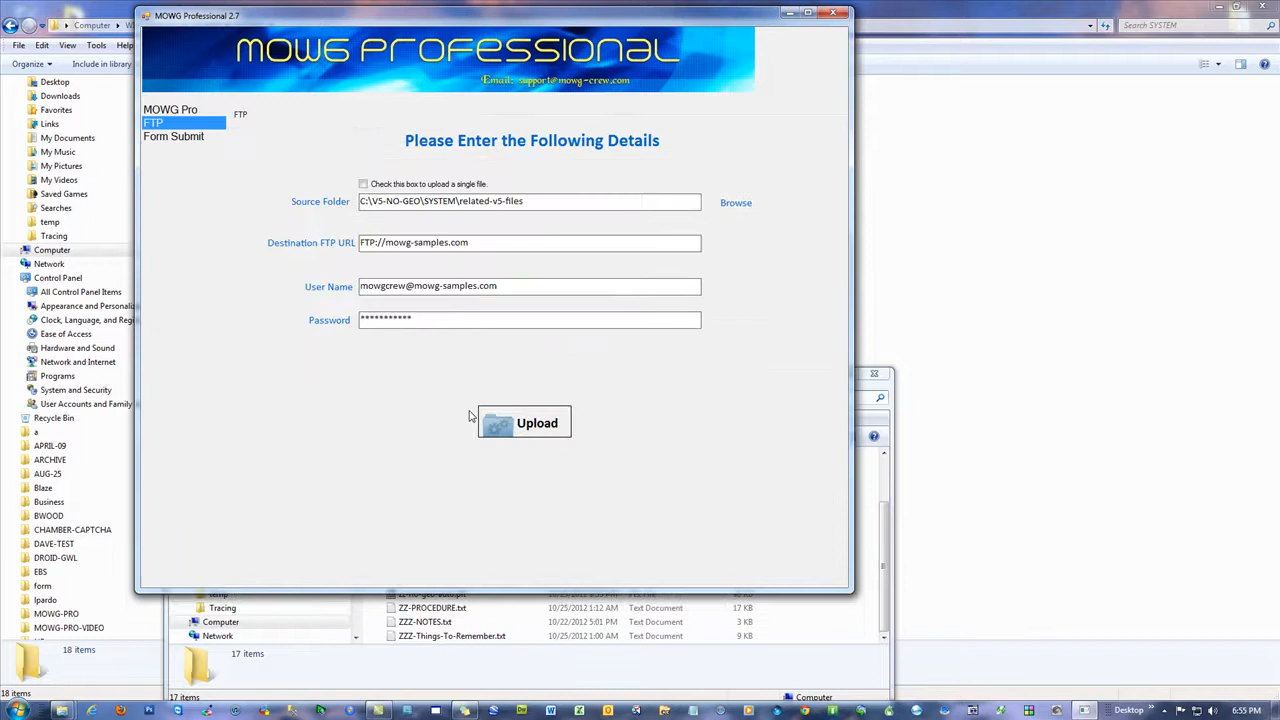 MOWG Professional 2.7
Computer
Search SYSTEM
File Edit View Tools
Organize
Include in library
MOWG PROFESSIONAL
Email: support@mowg-crew.com
MOWG Pro
FTP
Form Submit
FTP
Please Enter the Following Details
Check this box to upload a single file.
Source Folder
C:\V5-NO-GEO\SYSTEM\related-v5-files
Browse
Destination FTP URL
FTP://mowg-samples.com
User Name
mowgcrew@mowg-samples.com
Password
***********
Upload
Desktop
Downloads
Favorites
Links
My Documents
My Music
My Pictures
My Videos
Saved Games
Searches
temp
Tracing
Computer
Network
Control Panel
All Control Panel Items
Appearance and Personaliz
Clock, Language, and Reg
Ease of Access
Hardware and Sound
Network and Internet
Programs
System and Security
User Accounts and Family
Recycle Bin
a
APRIL-09
ARCHIVE
AUG-25
Blaze
Business
BWOOD
CHAMBER-CAPTCHA
DAVE-TEST
DROID-GWL
EBS
form
Ipardo
MOWG-PRO
MOWG-PRO-VIDEO
18 items
18 items
Tracing
Computer
Network
ZZ-PROCEDURE.txt 10/25/2012 1:12 AM Text Document 17 KB
ZZZ-NOTES.txt 10/22/2012 5:01 PM Text Document 3 KB
ZZZ-Things-To-Remember.txt 10/25/2012 1:01 AM Text Document 9 KB
17 items
17 items
Computer
Desktop
6:55 PM